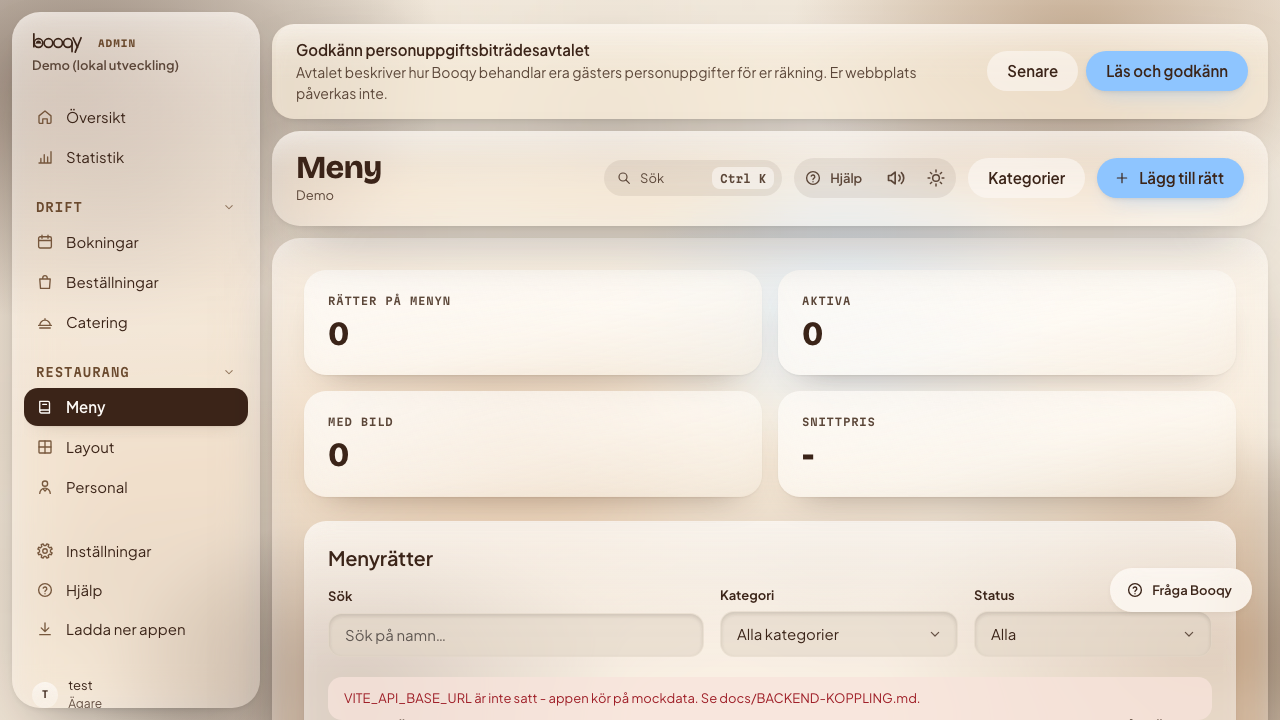 booqy ADMIN
Demo (lokal utveckling)
Översikt
Statistik
DRIFT
Bokningar
Beställningar
Catering
RESTAURANG
Meny
Layout
Personal
Inställningar
Hjälp
Ladda ner appen
T
test
Ägare
Godkänn personuppgiftsbiträdesavtalet
Avtalet beskriver hur Booqy behandlar era gästers personuppgifter för er räkning. Er webbplats
påverkas inte.
Senare
Läs och godkänn
Meny
Demo
Sök
Ctrl K
Hjälp
Kategorier
Lägg till rätt
RÄTTER PÅ MENYN
0
AKTIVA
0
MED BILD
0
SNITTPRIS
-
Menyrätter
Sök
Sök på namn...
Kategori
Alla kategorier
Status
Alla
Fråga Booqy
VITE_API_BASE_URL är inte satt - appen kör på mockdata. Se docs/BACKEND-KOPPLING.md.